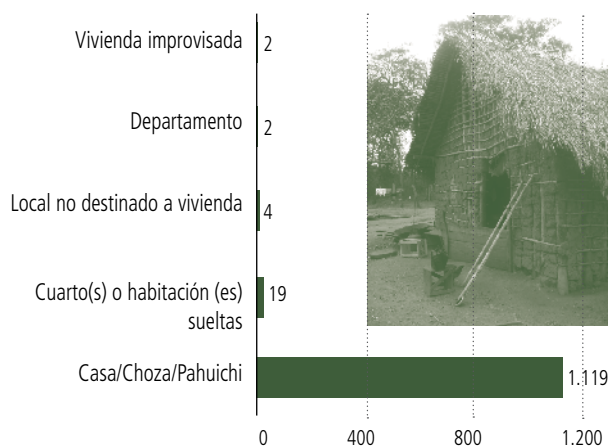 Vivienda improvisada
2
Departamento
2
Local no destinado a vivienda
4
Cuarto(s) o habitación (es)
sueltas
19
Casa/Choza/Pahuichi
1.119
0 400 800 1.200